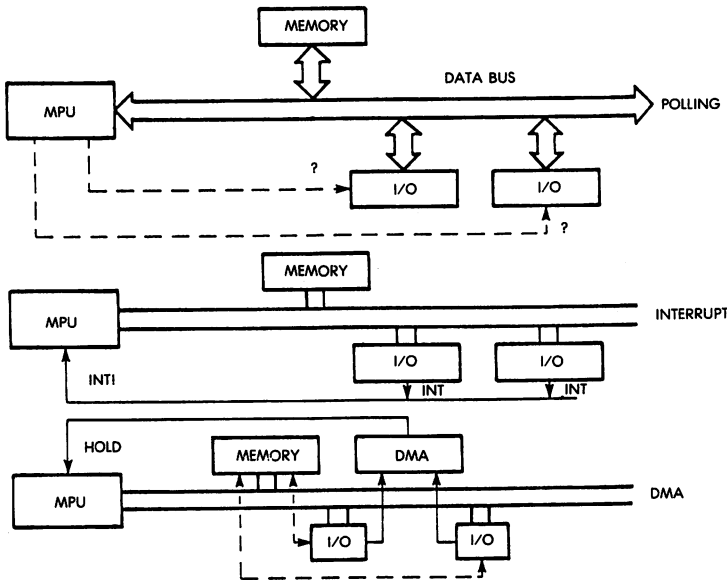 MEMORY
DATA BUS
MPU
POLLING
?
I/O
I/O
?
MEMORY
MPU
INTERRUPT
I/O
I/O
INT!
INT
INT
HOLD
MEMORY
DMA
MPU
DMA
I/O
I/O